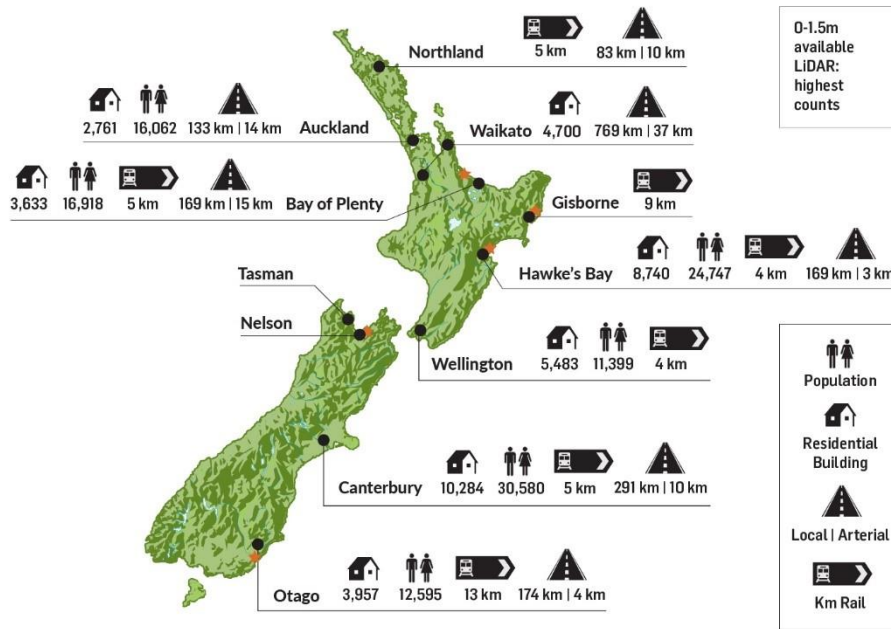 Northland
5 km
83 km | 10 km
0-1.5m
available
LiDAR:
highest
counts
2,761 16,062 133 km | 14 km
Auckland
Waikato
4,700 769 km | 37 km
3,633 16,918 5 km 169 km | 15 km
Bay of Plenty
Gisborne
9 km
Hawke's Bay
8,740 24,747 4 km 169 km | 3 km
Tasman
Nelson
Wellington
5,483 11,399 4 km
Canterbury
10,284 30,580 5 km 291 km | 10 km
Otago
3,957 12,595 13 km 174 km | 4 km
Population
Residential
Building
Local | Arterial
Km Rail